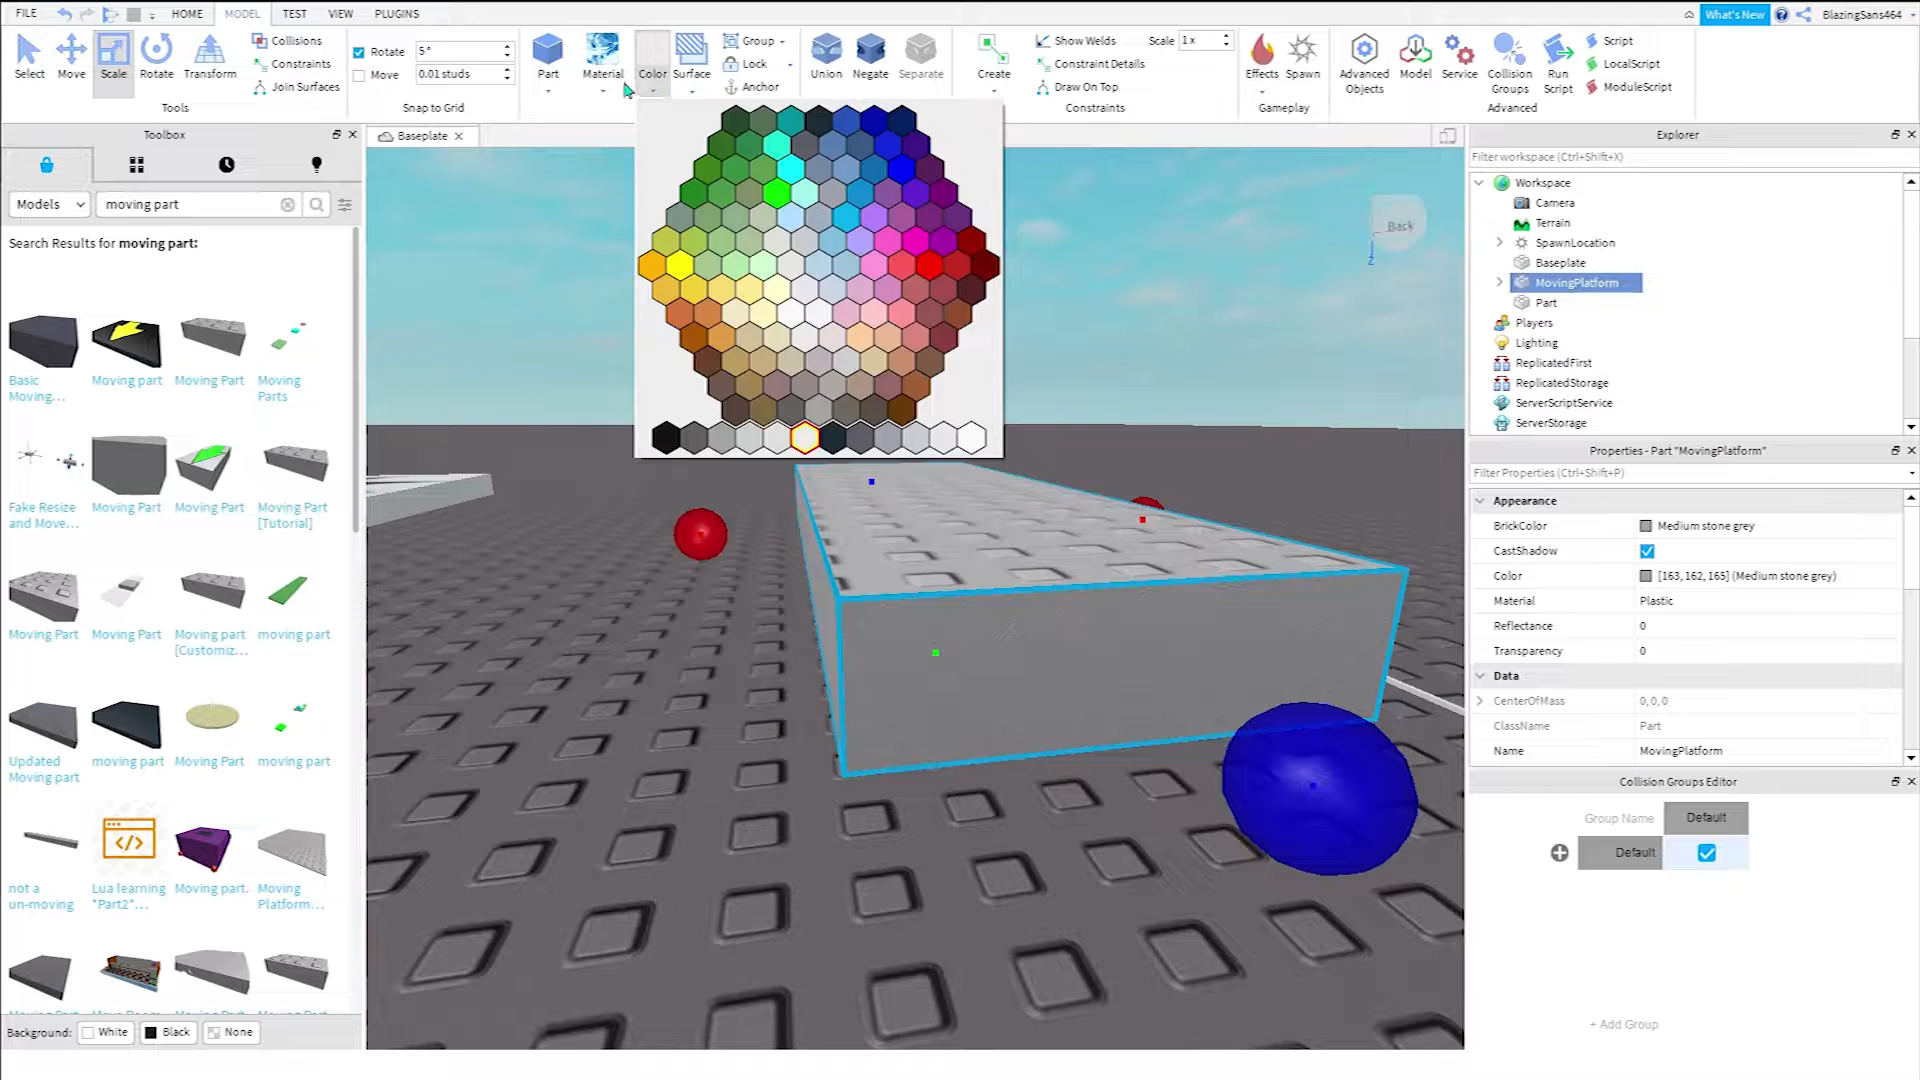 FILE HOME MODEL TEST VIEW PLUGINS What's New BlazingSans464
Select Move Scale Rotate Transform
Collisions
Constraints
Join Surfaces
Tools
Rotate 5°
Move 0.01 studs
Snap to Grid
Part Material Color Surface
Group
Lock
Anchor
Union Negate Separate
Create
Show Welds Scale 1x
Constraint Details
Draw On Top
Constraints
Effects Spawn
Gameplay
Advanced Objects Model Service Collision Groups Run Script
Script
LocalScript
ModuleScript
Advanced
Toolbox
Models moving part
Search Results for moving part:
Basic Moving... Moving part Moving Part Moving Parts
Fake Resize and Move... Moving Part Moving Part Moving Part [Tutorial]
Moving Part Moving Part Moving part [Customiz... moving part
Updated Moving part moving part Moving Part moving part
not a un-moving Lua learning *Part2*... Moving part. Moving Platform...
Background: White Black None
Baseplate
Back
Z
Explorer
Filter workspace (Ctrl+Shift+X)
Workspace
Camera
Terrain
SpawnLocation
Baseplate
MovingPlatform
Part
Players
Lighting
ReplicatedFirst
ReplicatedStorage
ServerScriptService
ServerStorage
Properties - Part "MovingPlatform"
Filter Properties (Ctrl+Shift+P)
Appearance
BrickColor Medium stone grey
CastShadow
Color [163, 162, 165] (Medium stone grey)
Material Plastic
Reflectance 0
Transparency 0
Data
CenterOfMass 0,0,0
ClassName Part
Name MovingPlatform
Collision Groups Editor
Group Name Default
Default
+ Add Group